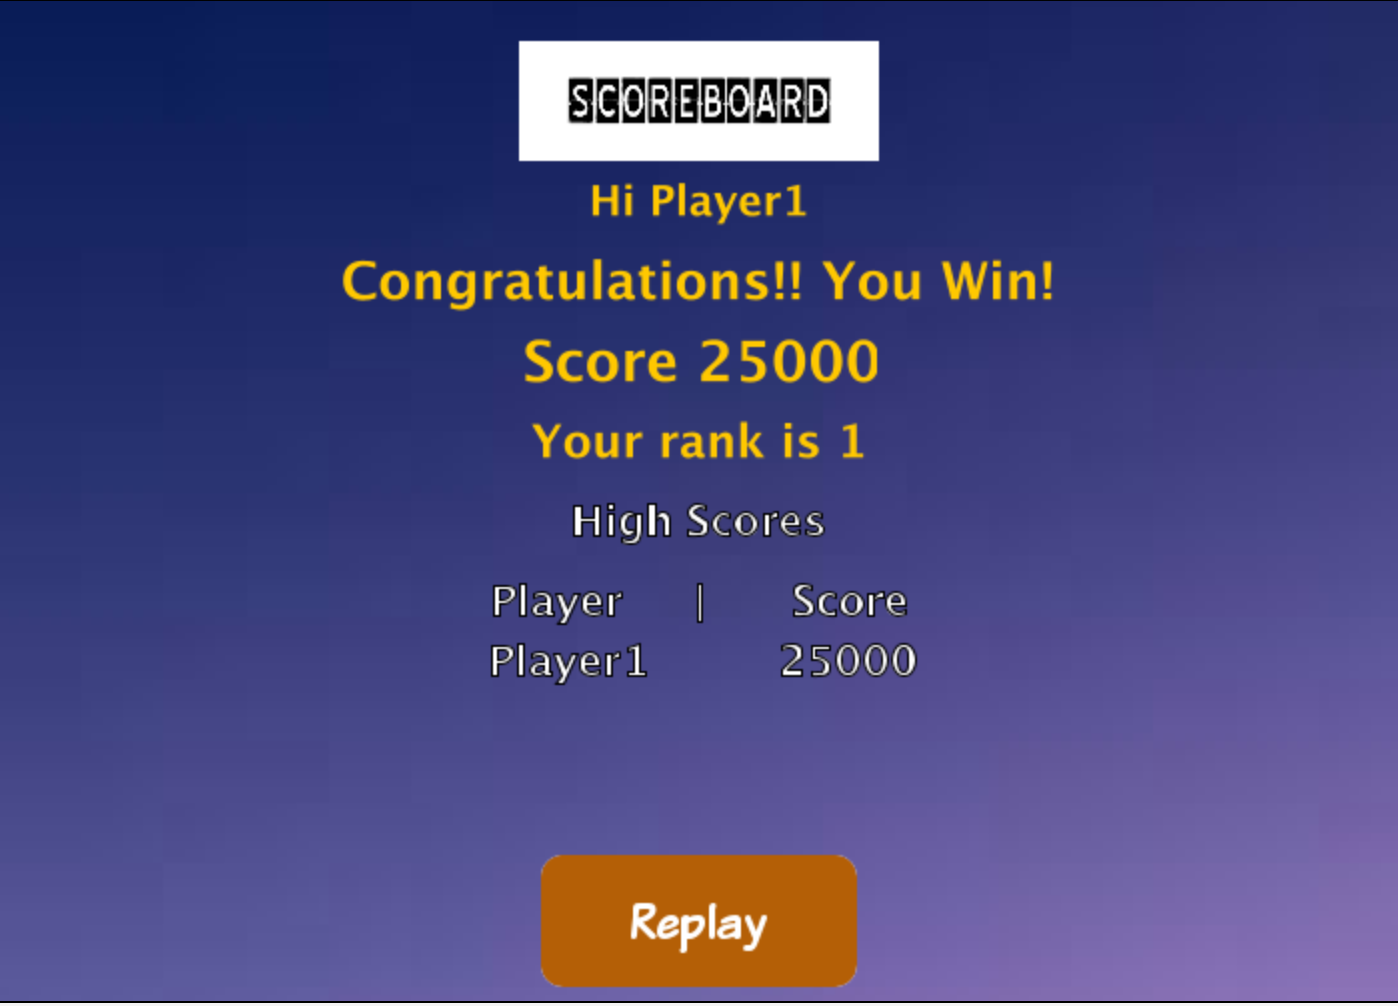 SCOREBOARD
Hi Player1
Congratulations!! You Win!
Score 25000
Your rank is 1
High Scores
Player | Score
Player1 25000
Replay